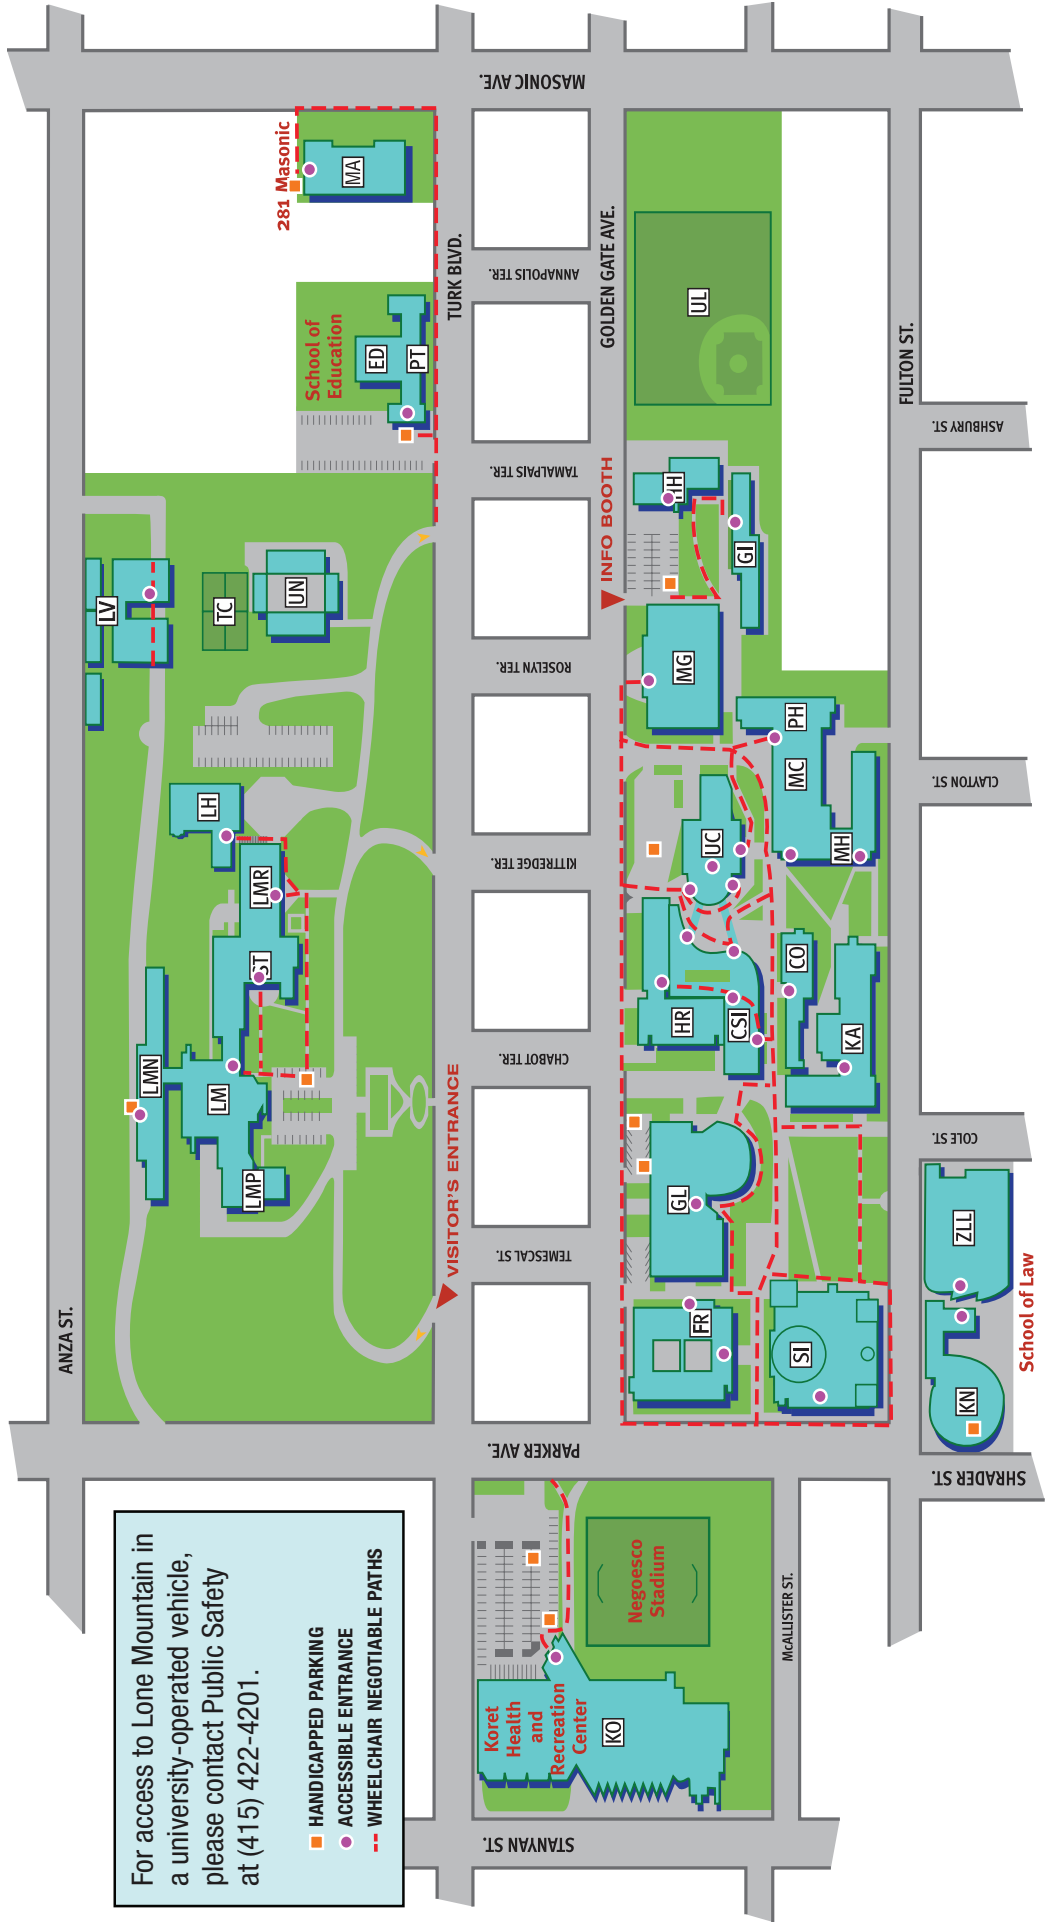 For access to Lone Mountain in
a university-operated vehicle,
please contact Public Safety
at (415) 422-4201.
HANDICAPPED PARKING
ACCESSIBLE ENTRANCE
WHEELCHAIR NEGOTIABLE PATHS
ANZA ST.
LMN
LV
LMP
LM
ST
LMR
LH
TC
UN
School of
Education
ED
PT
281 Masonic
MA
VISITOR'S ENTRANCE
TURK BLVD.
STANYAN ST.
PARKER AVE.
TEMESCAL ST.
CHABOT TER.
KITTREDGE TER.
ROSELYN TER.
TAMALPAIS TER.
ANNAPOLIS TER.
MASONIC AVE.
INFO BOOTH
GOLDEN GATE AVE.
Koret
Health
and
Recreation
Center
KO
Negoesco
Stadium
McALLISTER ST.
FR
GL
HR
CSI
UC
MG
HH
GI
UL
SI
KA
CO
MH
MC
PH
FULTON ST.
SHRADER ST.
KN
ZLL
School of Law
COLE ST.
CLAYTON ST.
ASHBURY ST.